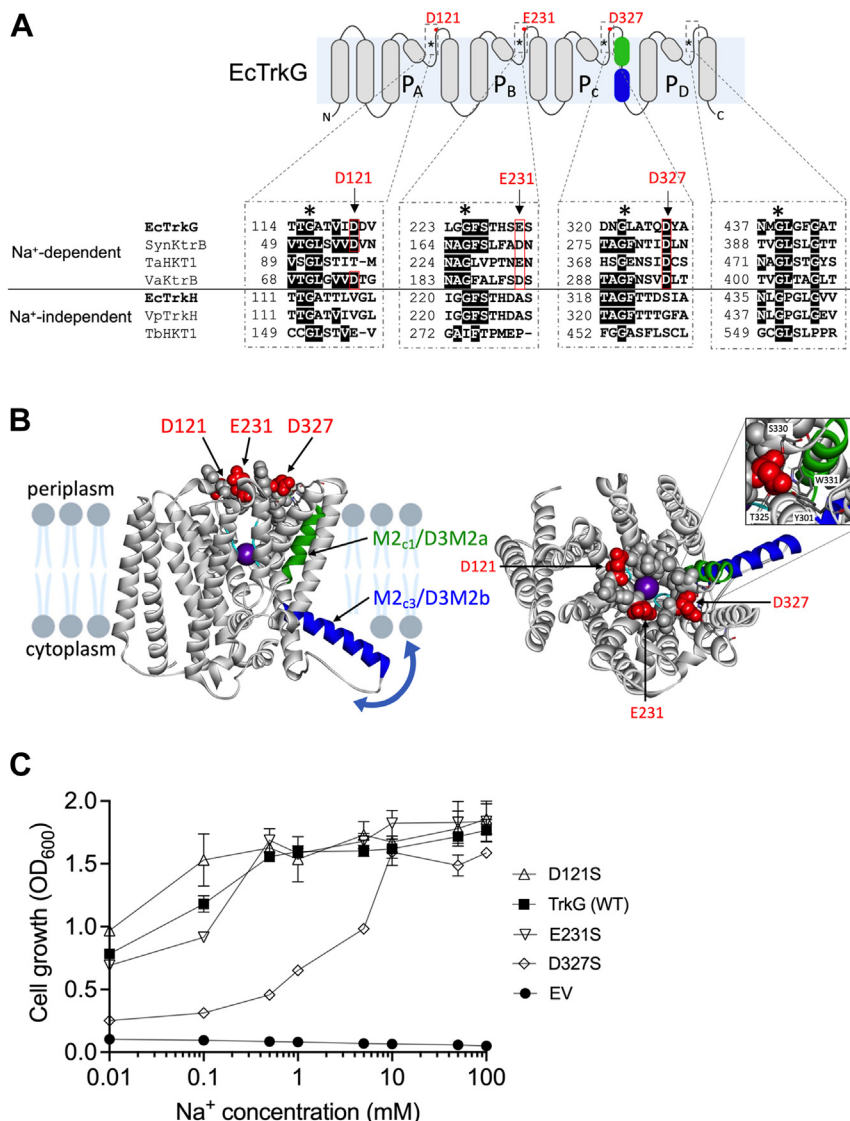 A
D121 E231 D327
EcTrkG
* * * *
P_A P_B P_C P_D
N C
D121 E231 D327
* * * *
Na⁺-dependent
EcTrkG 114 TTGATVIDDV 223 LGGFSTHSES 320 DNGLATQDYA 437 NMGLGFGAT
SynKtrB 49 VTGLSVVDVN 164 NAGFSLFADN 275 TAGFNTIDLN 388 TVGLSLGTT
TaHKT1 89 VSGLSTIT-M 224 NAGLVPTNEN 368 HSGENSIDCS 471 NAGLSTGYS
VaKtrB 68 VTGLGVVDTG 183 NAGFALFSDS 288 TAGFNSVDLT 400 TVGLTAGLT
Na⁺-independent
EcTrkH 111 TTGATTLVGL 220 IGGFSTHDAS 318 TAGFTTDSIA 435 NLGPGLGVV
VpTrkH 111 TTGATVIVGL 220 IGGFSTHDAS 320 TAGFTTTGFA 437 NLGPGLGEV
TbHKT1 149 CCGLSTVE-V 272 GAIFTPMEP- 452 FGGASFLSCL 549 GCGLSLPPR
B
D121 E231 D327
periplasm
M2c1/D3M2a
M2c3/D3M2b
cytoplasm
S330
W331
T325
Y301
D121
D327
E231
C
2.0
1.5
1.0
0.5
0.0
Cell growth (OD₆₀₀)
0.01 0.1 1 10 100
Na⁺ concentration (mM)
D121S
TrkG (WT)
E231S
D327S
EV